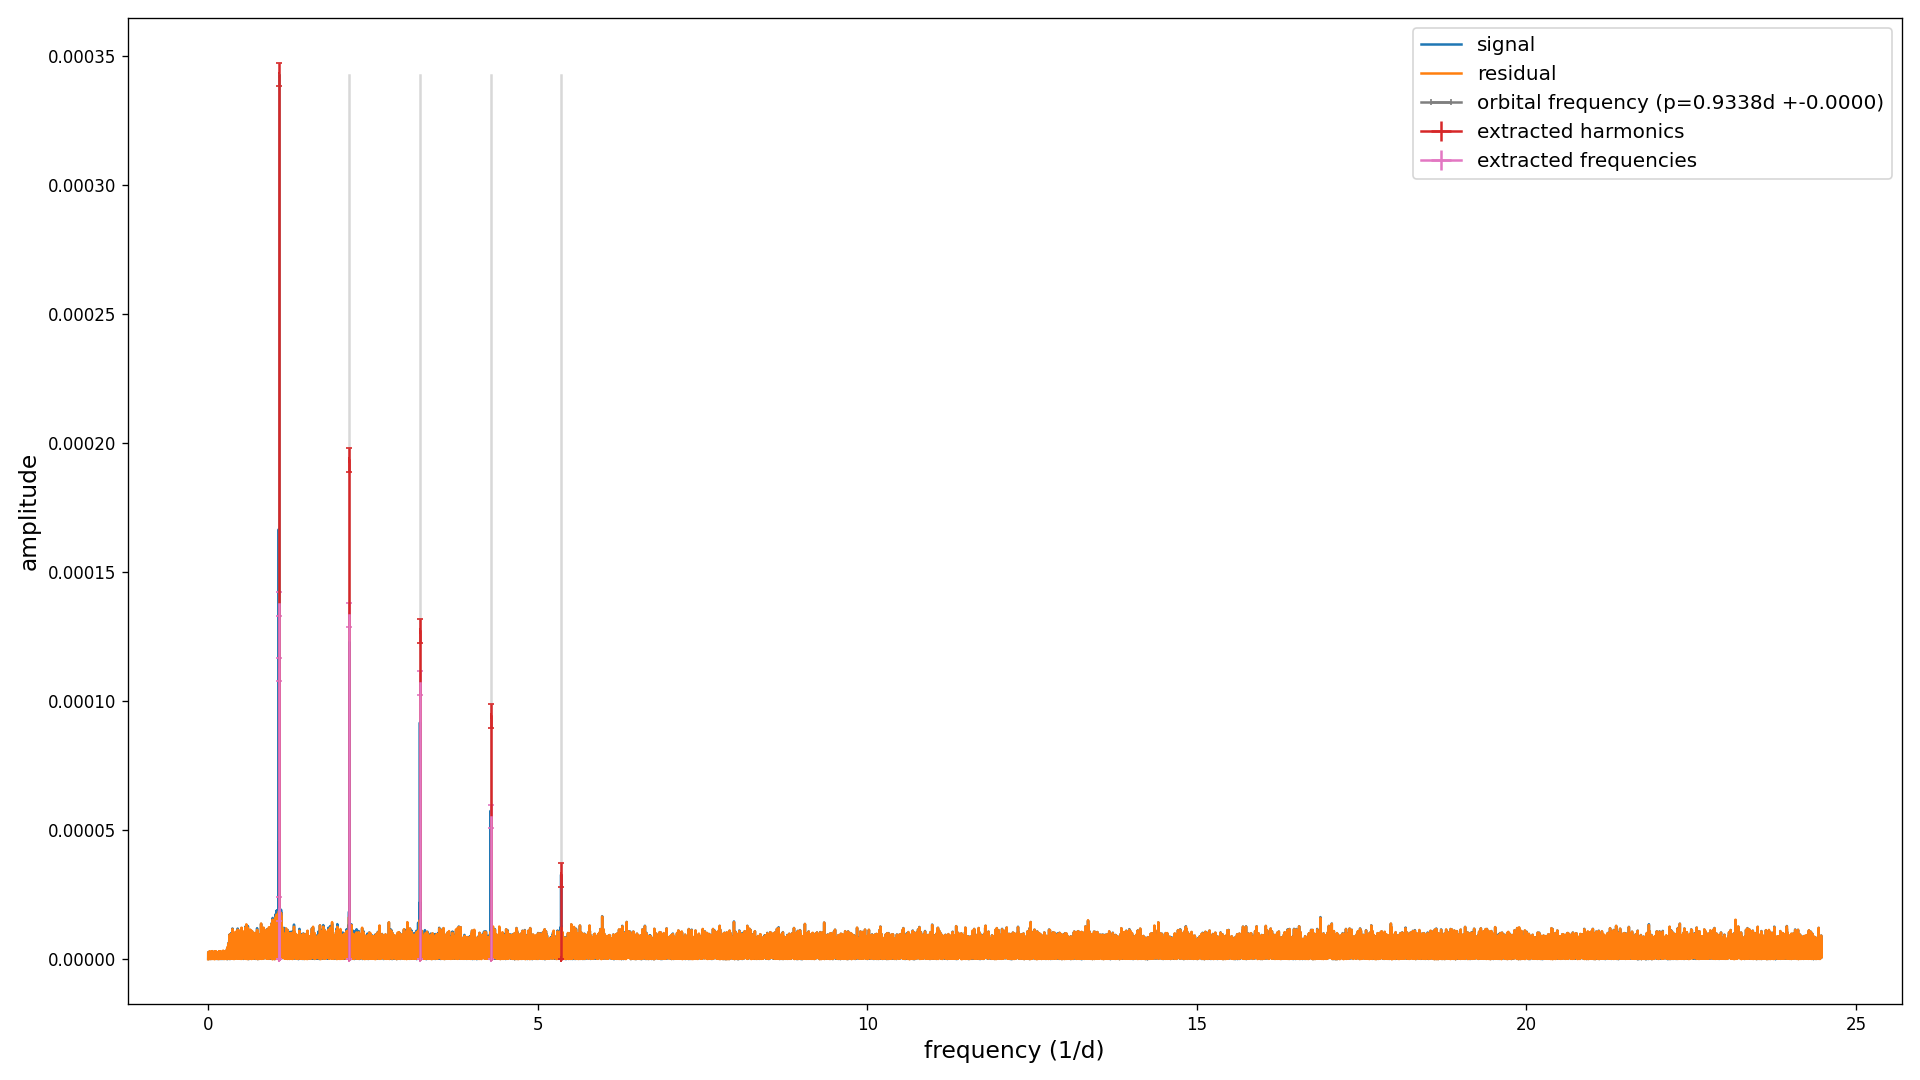 signal
residual
orbital frequency (p=0.9338d +-0.0000)
extracted harmonics
extracted frequencies
0.00035
0.00030
0.00025
0.00020
0.00015
0.00010
0.00005
0.00000
amplitude
0 5 10 15 20 25
frequency (1/d)